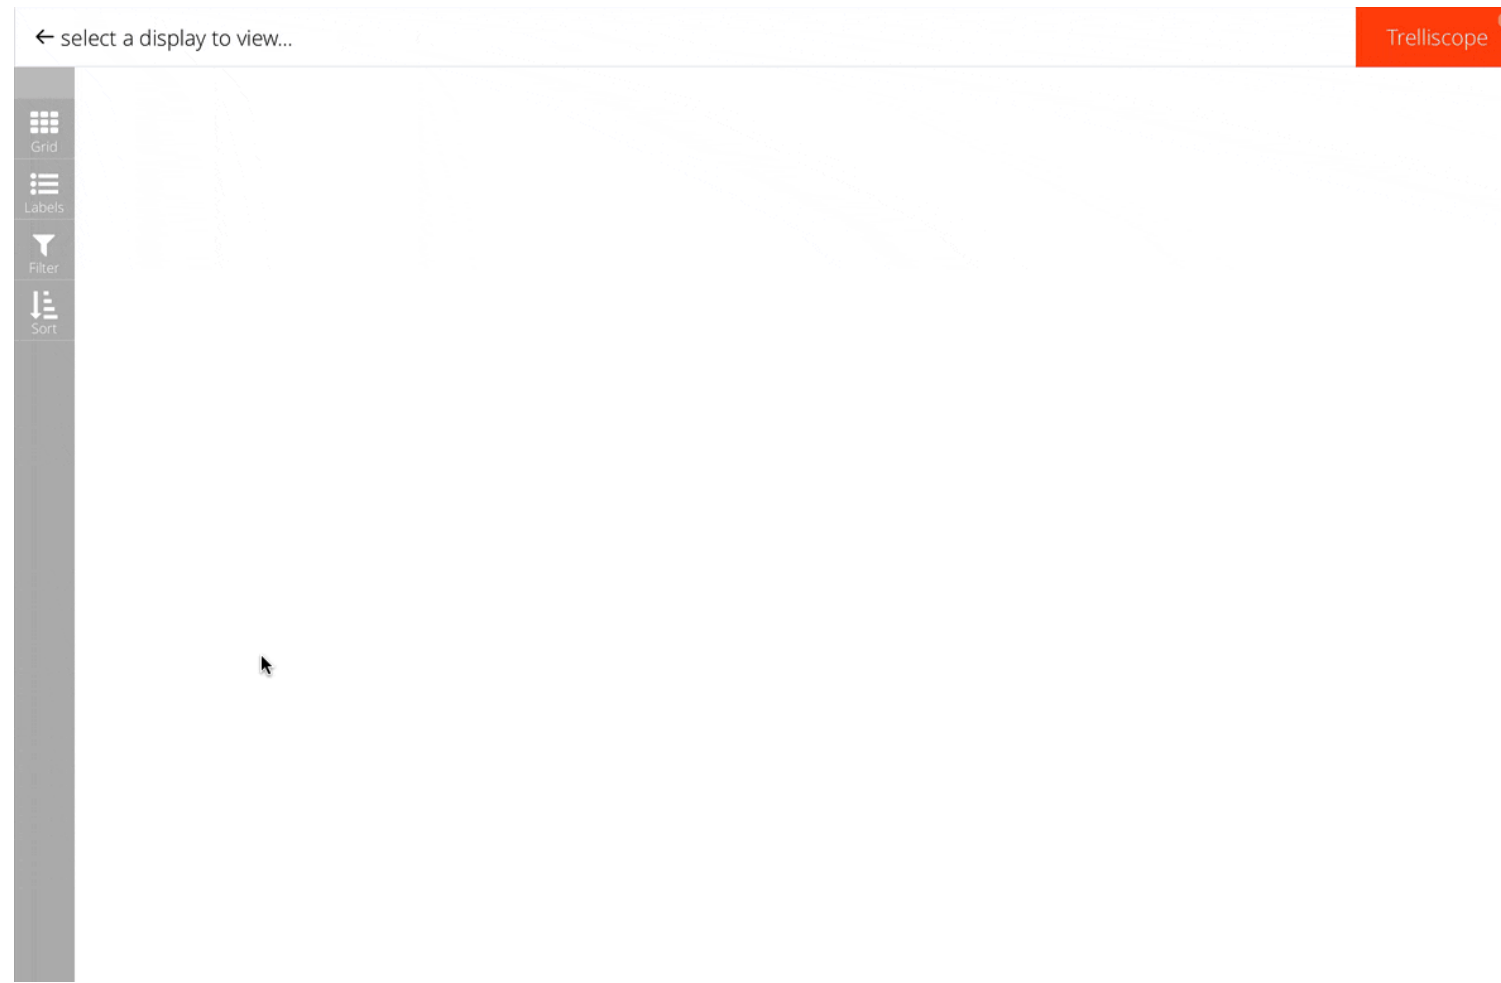 ← select a display to view...
Trelliscope
Grid
Labels
Filter
Sort